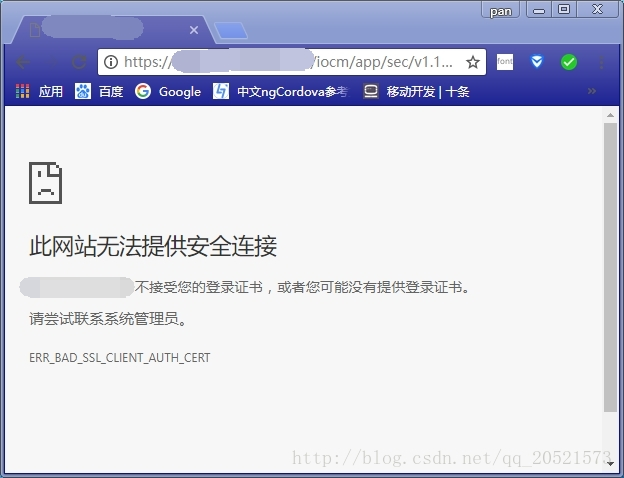 pan
https://
/iocm/app/sec/v1.1...
font
应用
百度
Google
中文ngCordova参考
移动开发 | 十条
»
此网站无法提供安全连接
不接受您的登录证书，或者您可能没有提供登录证书。
请尝试联系系统管理员。
ERR_BAD_SSL_CLIENT_AUTH_CERT
http://blog.csdn.net/qq_20521573